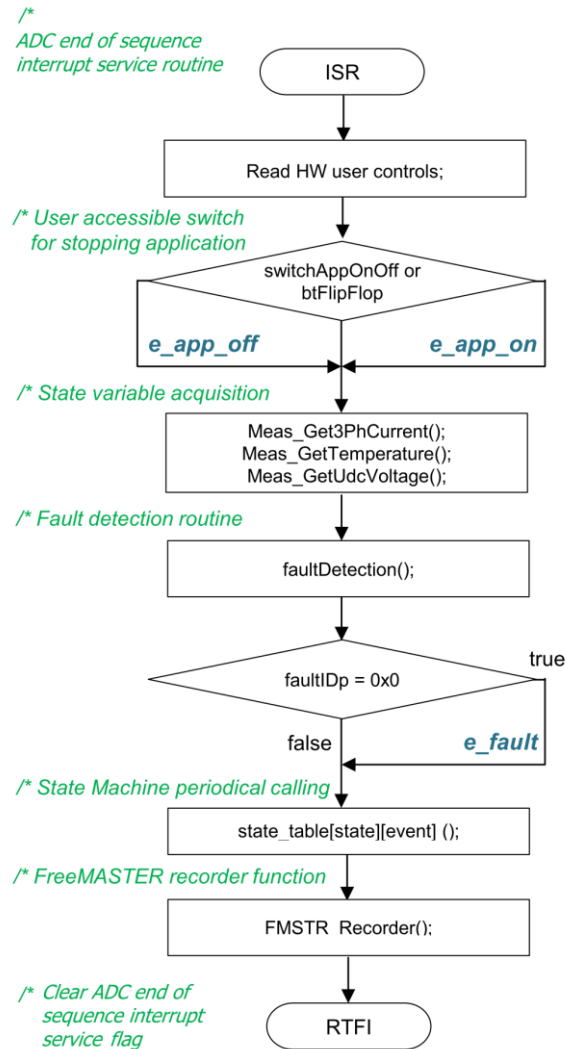 /*
ADC end of sequence
interrupt service routine
ISR
Read HW user controls;
/* User accessible switch
for stopping application
switchAppOnOff or
btFlipFlop
e_app_off
e_app_on
/* State variable acquisition
Meas_Get3PhCurrent();
Meas_GetTemperature();
Meas_GetUdcVoltage();
/* Fault detection routine
faultDetection();
true
faultIDp = 0x0
false
e_fault
/* State Machine periodical calling
state_table[state][event] ();
/* FreeMASTER recorder function
FMSTR_Recorder();
/* Clear ADC end of
sequence interrupt
service flag
RTFI